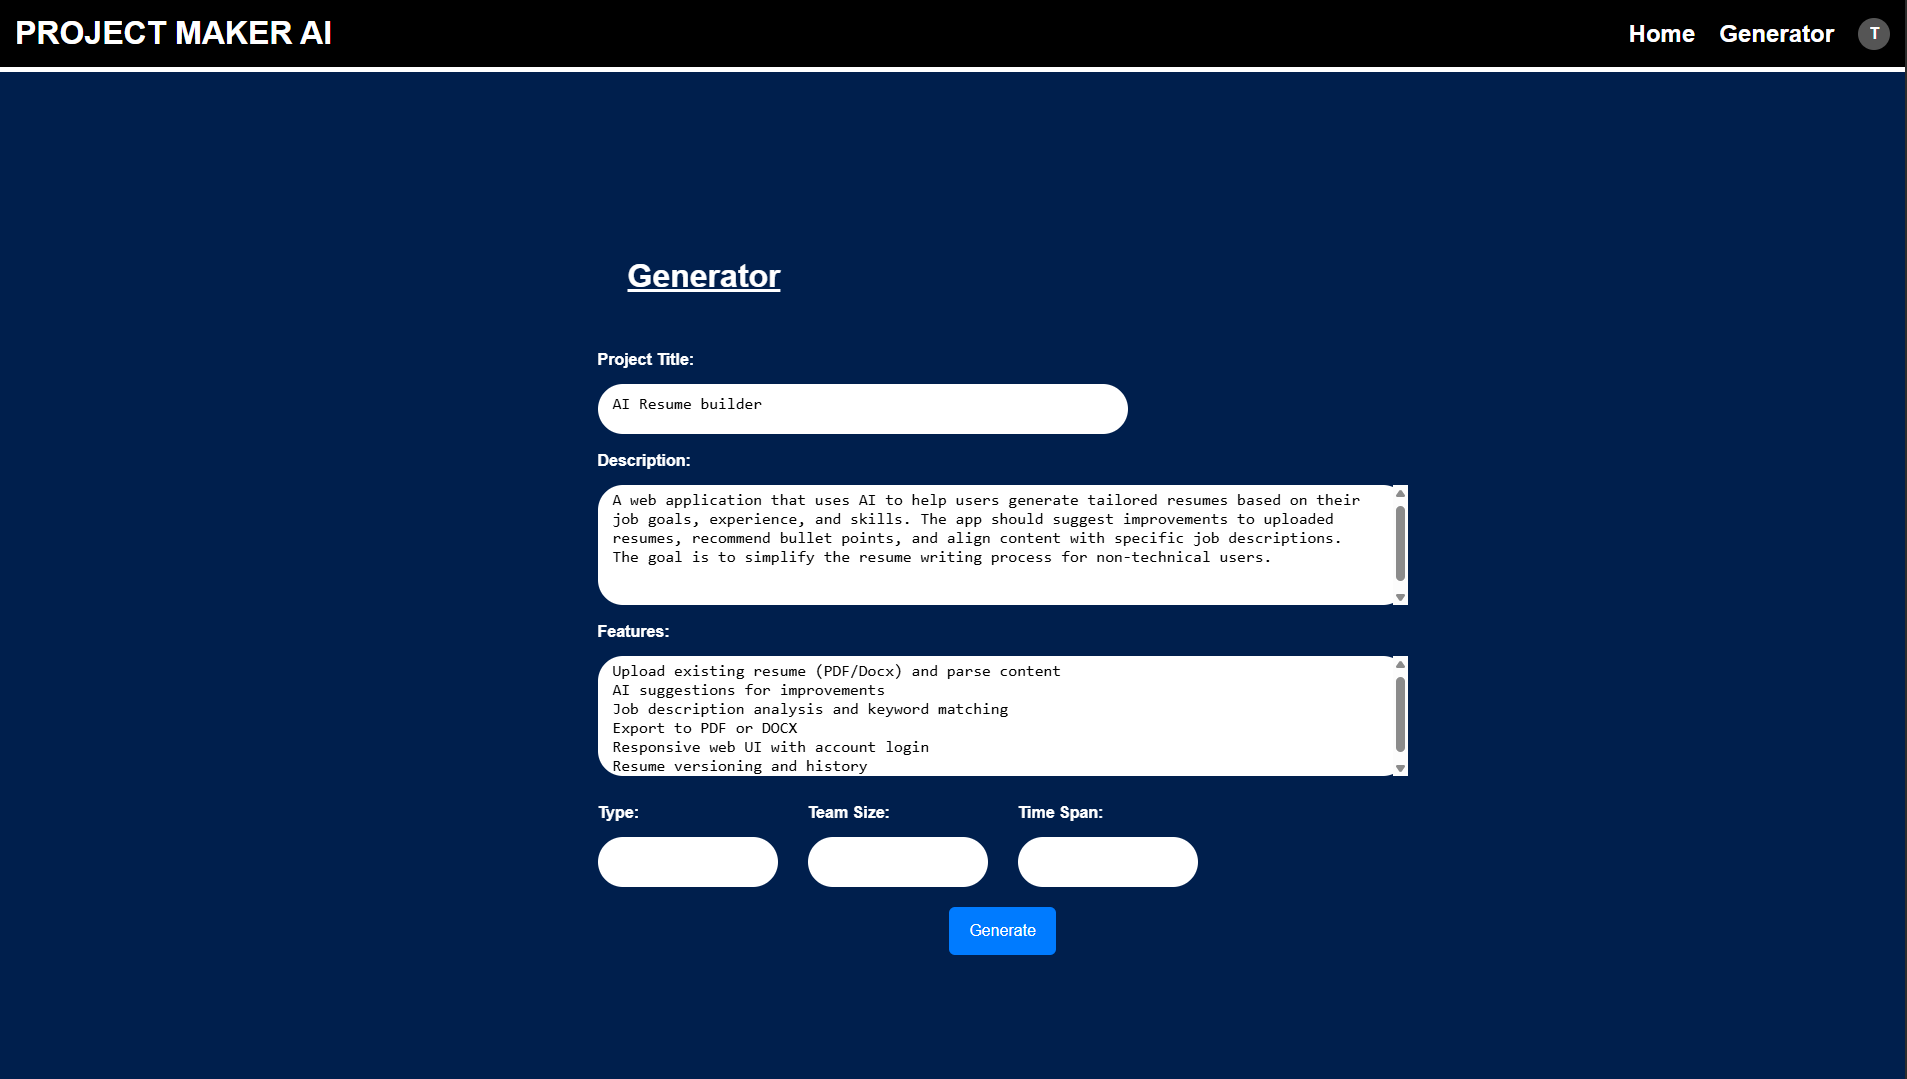 PROJECT MAKER AI
Home Generator T
Generator
Project Title:
AI Resume builder
Description:
A web application that uses AI to help users generate tailored resumes based on their
job goals, experience, and skills. The app should suggest improvements to uploaded
resumes, recommend bullet points, and align content with specific job descriptions.
The goal is to simplify the resume writing process for non-technical users.
Features:
Upload existing resume (PDF/Docx) and parse content
AI suggestions for improvements
Job description analysis and keyword matching
Export to PDF or DOCX
Responsive web UI with account login
Resume versioning and history
Type: Team Size: Time Span:
Generate